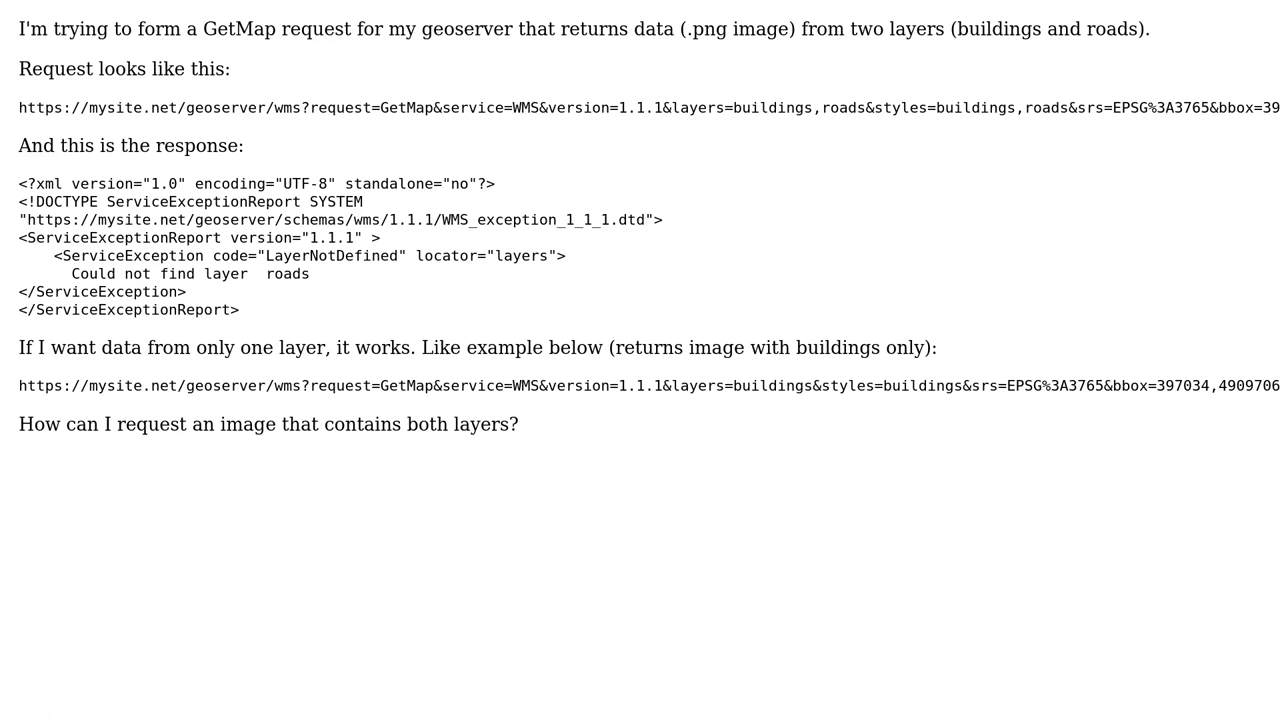 I'm trying to form a GetMap request for my geoserver that returns data (.png image) from two layers (buildings and roads).
Request looks like this:
https://mysite.net/geoserver/wms?request=GetMap&service=WMS&version=1.1.1&layers=buildings,roads&styles=buildings,roads&srs=EPSG%3A3765&bbox=39
And this is the response:
<?xml version="1.0" encoding="UTF-8" standalone="no"?>
<!DOCTYPE ServiceExceptionReport SYSTEM
"https://mysite.net/geoserver/schemas/wms/1.1.1/WMS_exception_1_1_1.dtd">
<ServiceExceptionReport version="1.1.1" >
    <ServiceException code="LayerNotDefined" locator="layers">
      Could not find layer  roads
</ServiceException>
</ServiceExceptionReport>
If I want data from only one layer, it works. Like example below (returns image with buildings only):
https://mysite.net/geoserver/wms?request=GetMap&service=WMS&version=1.1.1&layers=buildings&styles=buildings&srs=EPSG%3A3765&bbox=397034,4909706
How can I request an image that contains both layers?